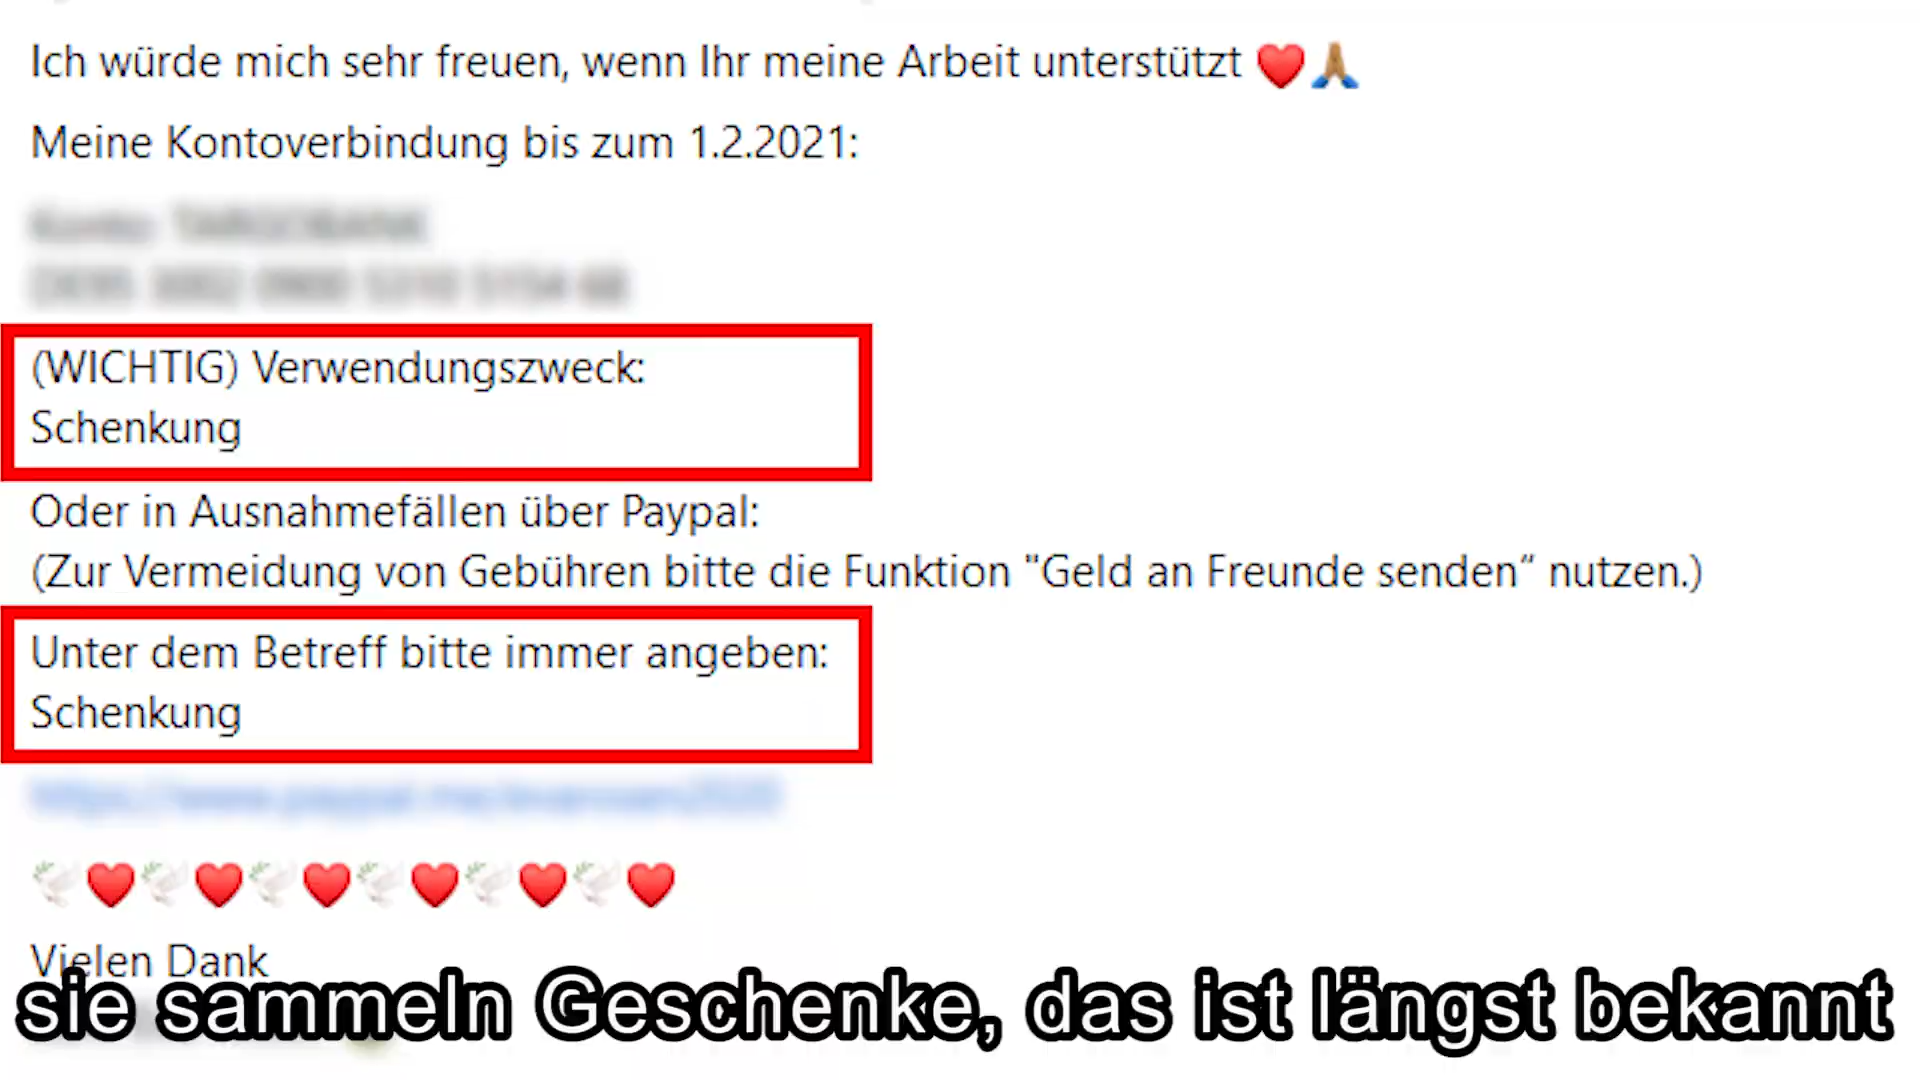 Ich würde mich sehr freuen, wenn Ihr meine Arbeit unterstützt ❤️🙏🏽
Meine Kontoverbindung bis zum 1.2.2021:
(WICHTIG) Verwendungszweck:
Schenkung
Oder in Ausnahmefällen über Paypal:
(Zur Vermeidung von Gebühren bitte die Funktion "Geld an Freunde senden“ nutzen.)
Unter dem Betreff bitte immer angeben:
Schenkung
🕊️❤️🕊️❤️🕊️❤️🕊️❤️🕊️❤️🕊️❤️
Vielen Dank
sie sammeln Geschenke, das ist längst bekannt